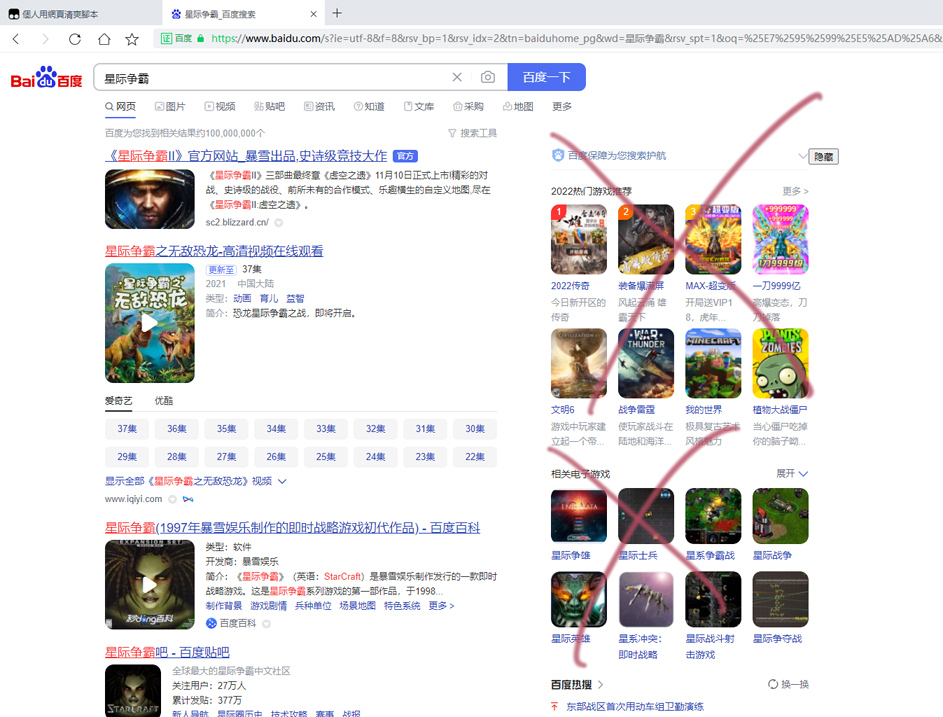 個人用網頁清爽腳本
星际争霸_百度搜索
证 百度 https://www.baidu.com/s?ie=utf-8&f=8&rsv_bp=1&rsv_idx=2&tn=baiduhome_pg&wd=星际争霸&rsv_spt=1&oq=%25E7%2595%2599%25E5%25AD%25A6&
Bai du 百度
星际争霸
百度一下
网页 图片 视频 贴吧 资讯 知道 文库 采购 地图 更多
百度为您找到相关结果约100,000,000个
搜索工具
《星际争霸II》官方网站_暴雪出品,史诗级竞技大作 官方
《星际争霸II》三部曲最终章《虚空之遗》11月10日正式上市!精彩的对
战、史诗级的战役、前所未有的合作模式、乐趣横生的自定义地图,尽在
《星际争霸II:虚空之遗》。
sc2.blizzard.cn/
星际争霸之无敌恐龙-高清视频在线观看
星际争霸之
无敌恐龙
更新至 37集
2021 中国大陆
类型: 动画 育儿 益智
简介: 恐龙星际争霸之战，即将开启。
爱奇艺 优酷
37集 36集 35集 34集 33集 32集 31集 30集
29集 28集 27集 26集 25集 24集 23集 22集
显示全部《星际争霸之无敌恐龙》视频
www.iqiyi.com
星际争霸(1997年暴雪娱乐制作的即时战略游戏初代作品) - 百度百科
EXPANSION SET
秒dong百科
类型：软件
开发商：暴雪娱乐
简介：《星际争霸》（英语：StarCraft）是暴雪娱乐制作发行的一款即时
战略游戏。这是星际争霸系列游戏的第一部作品，于1998...
制作背景 游戏剧情 兵种单位 场景地图 特色系统 更多 >
百度百科
星际争霸吧 - 百度贴吧
STARCRAFT
全球最大的星际争霸中文社区
关注用户：27万人
累计发贴：377万
新人导航 星际圈历史 技术攻略 赛事 战报
百度保障为您搜索护航
隐藏
2022热门游戏推荐
更多 >
1 2 3
+999999
2022传奇 装备爆满屏 MAX-超变版 一刀9999亿
今日新开区的 风起云涌 雄 开局送VIP1 高爆变态，刀
传奇 霸天下 8，虎年... 刀掉落
WAR THUNDER
MINECRAFT
PLANTS ZOMBIES
文明6 战争雷霆 我的世界 植物大战僵尸
游戏中玩家建 使玩家战斗在 极具复古艺术 当心僵尸吃掉
立起一个帝... 陆地和海洋... 风格魅力 你的脑子呦...
相关电子游戏
展开
星际争雄 星际士兵 星系争霸战 星际战争
星际英雄 星系冲突： 星际战斗射 星际争夺战
即时战略 击游戏
百度热搜 >
换一换
东部战区首次用动车组卫勤演练